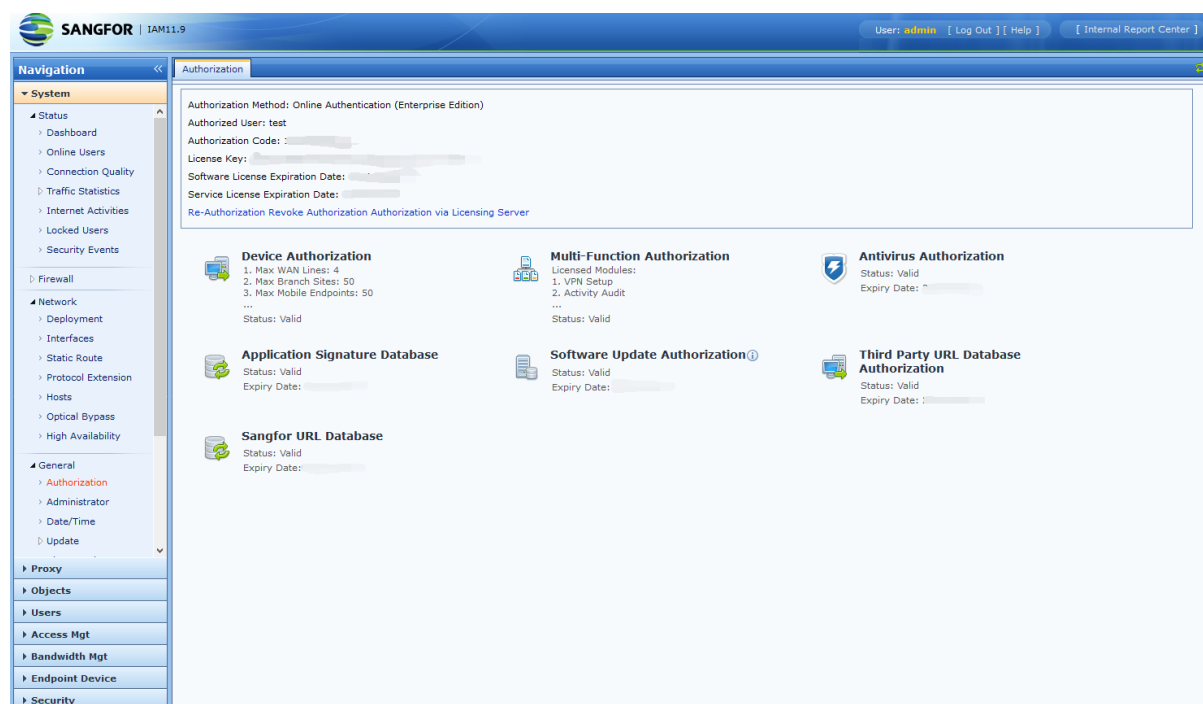 SANGFOR | IAM11.9
User: admin [ Log Out ] [ Help ] [ Internal Report Center ]
Navigation
Authorization
System
Status
Dashboard
Online Users
Connection Quality
Traffic Statistics
Internet Activities
Locked Users
Security Events
Firewall
Network
Deployment
Interfaces
Static Route
Protocol Extension
Hosts
Optical Bypass
High Availability
General
Authorization
Administrator
Date/Time
Update
Proxy
Objects
Users
Access Mgt
Bandwidth Mgt
Endpoint Device
Security
Authorization Method: Online Authentication (Enterprise Edition)
Authorized User: test
Authorization Code:
License Key:
Software License Expiration Date:
Service License Expiration Date:
Re-Authorization Revoke Authorization Authorization via Licensing Server
Device Authorization
1. Max WAN Lines: 4
2. Max Branch Sites: 50
3. Max Mobile Endpoints: 50
...
Status: Valid
Multi-Function Authorization
Licensed Modules:
1. VPN Setup
2. Activity Audit
...
Status: Valid
Antivirus Authorization
Status: Valid
Expiry Date:
Application Signature Database
Status: Valid
Expiry Date:
Software Update Authorization
Status: Valid
Expiry Date:
Third Party URL Database
Authorization
Status: Valid
Expiry Date:
Sangfor URL Database
Status: Valid
Expiry Date: